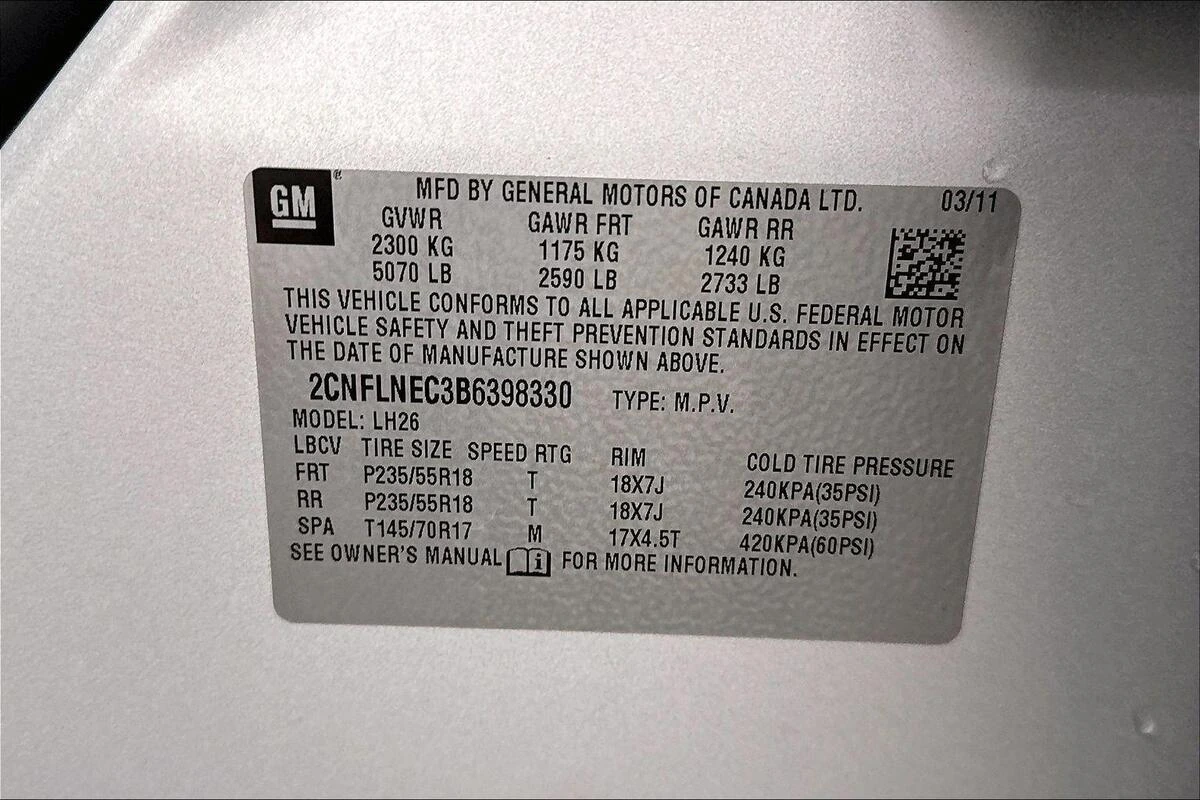 GM ®
MFD BY GENERAL MOTORS OF CANADA LTD. 03/11
GVWR GAWR FRT GAWR RR
2300 KG 1175 KG 1240 KG
5070 LB 2590 LB 2733 LB
THIS VEHICLE CONFORMS TO ALL APPLICABLE U.S. FEDERAL MOTOR
VEHICLE SAFETY AND THEFT PREVENTION STANDARDS IN EFFECT ON
THE DATE OF MANUFACTURE SHOWN ABOVE.
2CNFLNEC3B6398330 TYPE: M.P.V.
MODEL: LH26
LBCV TIRE SIZE SPEED RTG RIM COLD TIRE PRESSURE
FRT P235/55R18 T 18X7J 240KPA(35PSI)
RR P235/55R18 T 18X7J 240KPA(35PSI)
SPA T145/70R17 M 17X4.5T 420KPA(60PSI)
SEE OWNER'S MANUAL i FOR MORE INFORMATION.